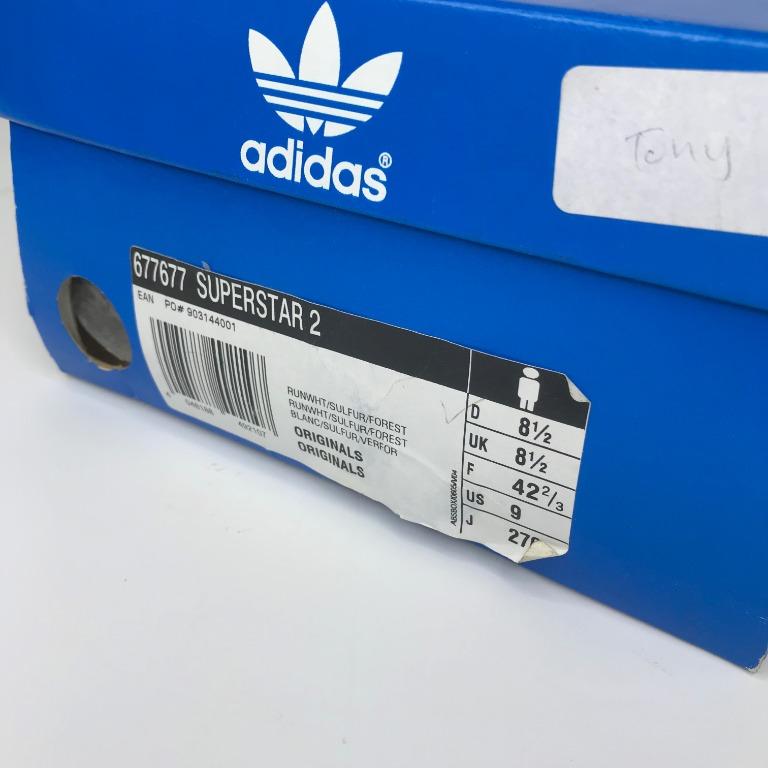 adidas®
Tony
677677 SUPERSTAR 2
EAN PO# 903144001
RUNWHT/SULFUR/FOREST
RUNWHT/SULFUR/FOREST
BLANC/SULFUR/VERFOR
ORIGINALS
ORIGINALS
D 8½
UK 8½
F 42⅔
US 9
J